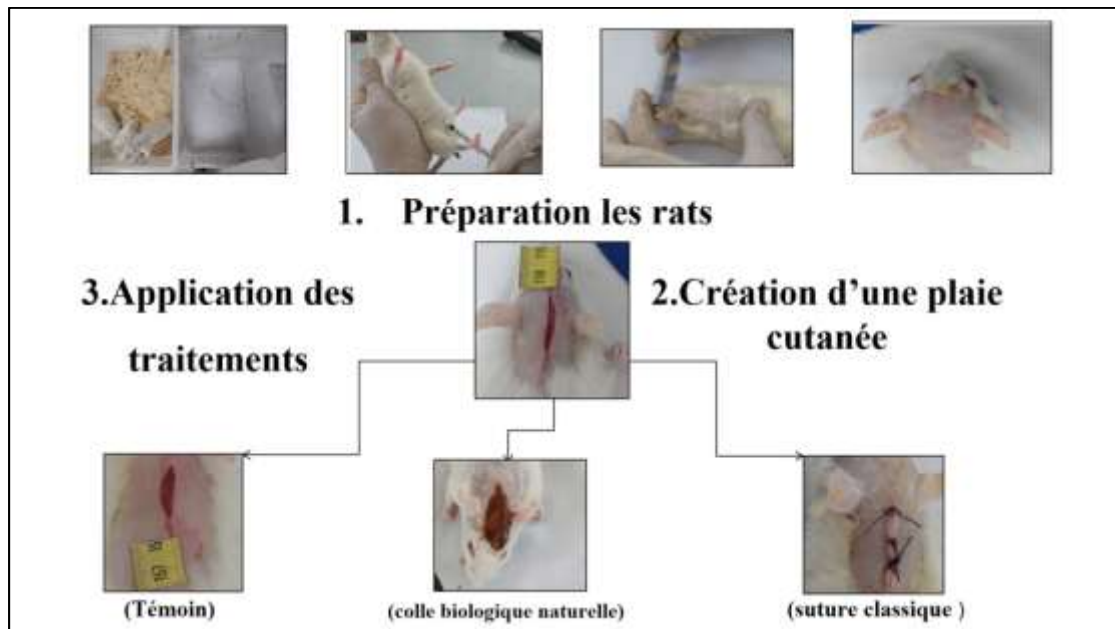 1. Préparation les rats
3.Application des
traitements
2.Création d’une plaie
cutanée
(Témoin)
(colle biologique naturelle)
(suture classique )